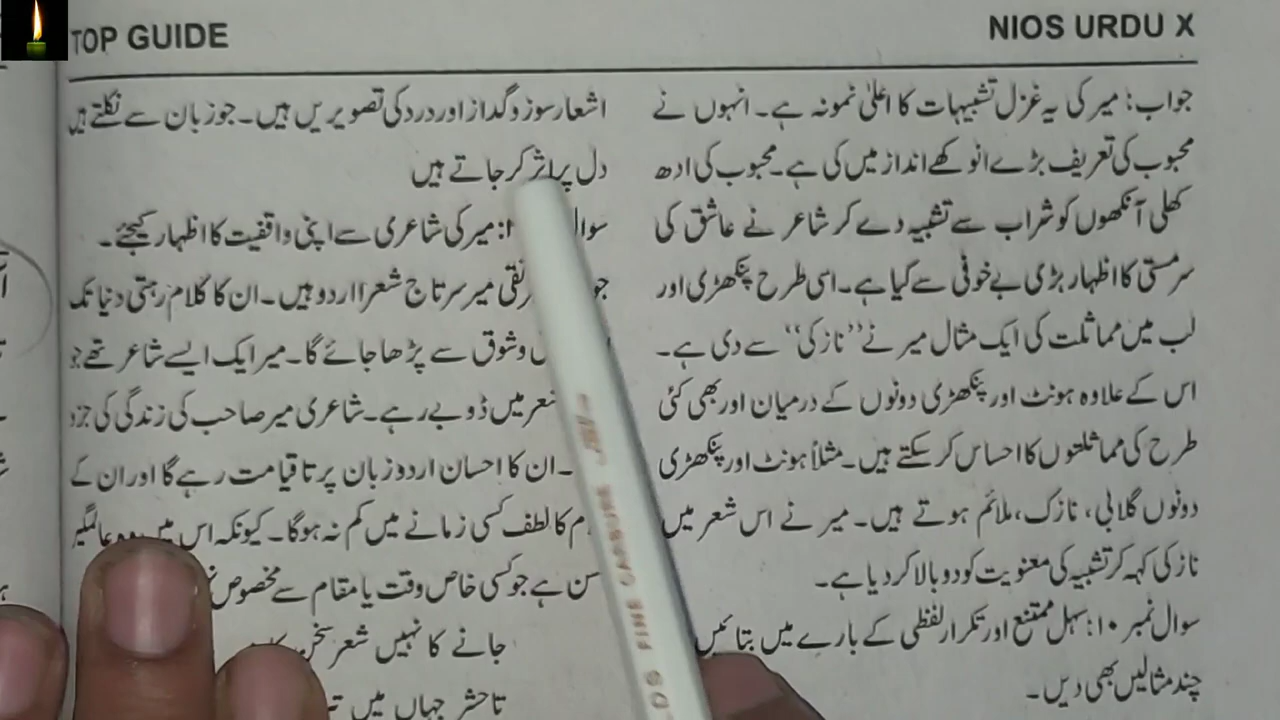 TOP GUIDE
NIOS URDU X
جواب: میر کی یہ غزل تشبیہات کا اعلیٰ نمونہ ہے۔ انہوں نے
محبوب کی تعریف بڑے انوکھے انداز میں کی ہے۔ محبوب کی ادھ
کھلی آنکھوں کو شراب سے تشبیہ دے کر شاعر نے عاشق کی
سرمستی کا اظہار بڑی بے خوفی سے کیا ہے۔ اسی طرح پنکھڑی اور
لب میں مماثلت کی ایک مثال میر نے ”نازکی“ سے دی ہے۔
اس کے علاوہ ہونٹ اور پنکھڑی دونوں کے درمیان اور بھی کئی
طرح کی مماثلتوں کا احساس کر سکتے ہیں۔ مثلاً ہونٹ اور پنکھڑی
دونوں گلابی، نازک، ملائم ہوتے ہیں۔ میر نے اس شعر میں
نازکی کہہ کر تشبیہ کی معنویت کو دوبالا کر دیا ہے۔
سوال نمبر ۱۰: سہل ممتنع اور تکرار لفظی کے بارے میں بتائیں
چند مثالیں بھی دیں۔
اشعار سوز و گداز اور درد کی تصویریں ہیں۔ جو زبان سے نکلتے ہیں
دل پر اثر کر جاتے ہیں
میر کی شاعری سے اپنی واقفیت کا اظہار کیجئے۔
میر سرتاج شعرا اردو ہیں۔ ان کا کلام رہتی دنیا تک
وشوق سے پڑھا جائے گا۔ میر ایک ایسے شاعر تھے جو
میں ڈوبے رہے۔ شاعری میر صاحب کی زندگی کی جزو
۔ ان کا احسان اردو زبان پر تا قیامت رہے گا اور ان کے
کا لطف کسی زمانے میں کم نہ ہوگا۔ کیونکہ اس میں وہ عالمگیر
ہے جو کسی خاص وقت یا مقام سے مخصوص
جانے کا نہیں شعر
تا حشر جہاں میں